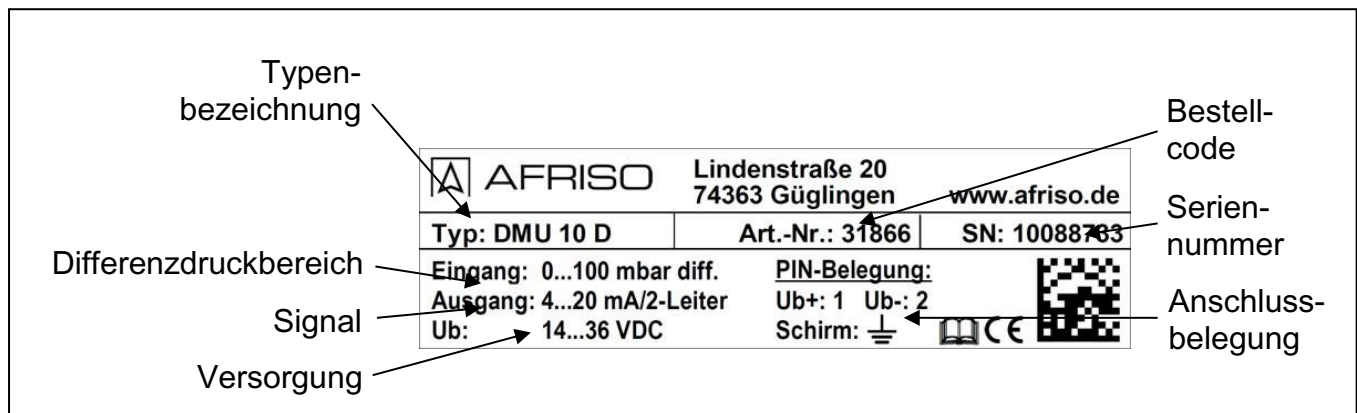 Typen-
bezeichnung
Bestell-
code
AFRISO
Lindenstraße 20
74363 Güglingen
www.afriso.de
Serien-
nummer
Typ: DMU 10 D
Art.-Nr.: 31866
SN: 10088763
Differenzdruckbereich
Eingang: 0...100 mbar diff.
PIN-Belegung:
Anschluss-
belegung
Signal
Ausgang: 4...20 mA/2-Leiter
Ub+: 1 Ub-: 2
Ub: 14...36 VDC
Schirm:
CE
Versorgung